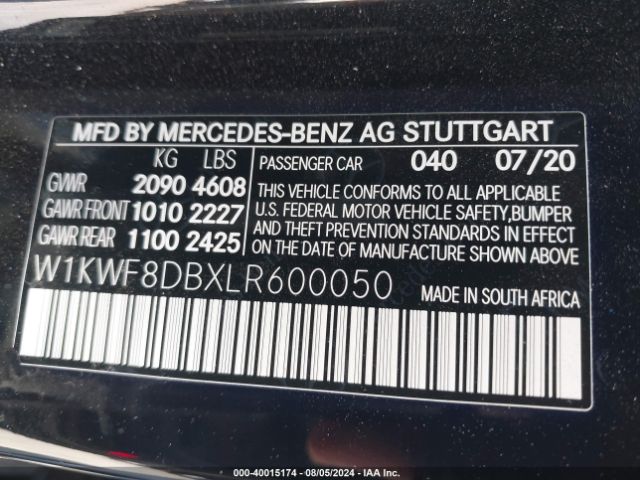 MFD BY MERCEDES-BENZ AG STUTTGART
KG LBS
GVWR 2090 4608
GAWR FRONT 1010 2227
GAWR REAR 1100 2425
PASSENGER CAR 040 07/20
THIS VEHICLE CONFORMS TO ALL APPLICABLE
U.S. FEDERAL MOTOR VEHICLE SAFETY,BUMPER
AND THEFT PREVENTION STANDARDS IN EFFECT
ON THE DATE OF MANUFACTURE SHOWN ABOVE
W1KWF8DBXLR600050
MADE IN SOUTH AFRICA
000-40015174 - 08/05/2024 - IAA Inc.